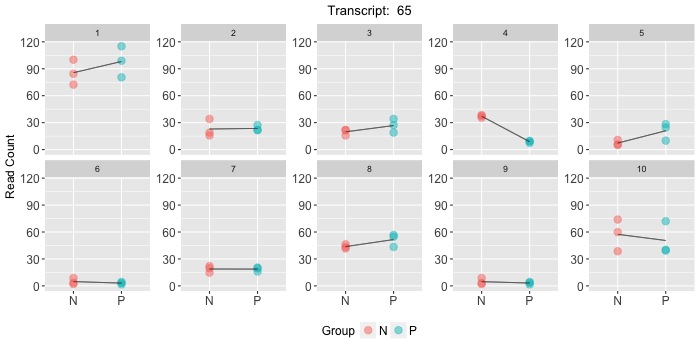 Transcript: 65
1 2 3 4 5
120 120 120 120 120
90 90 90 90 90
60 60 60 60 60
30 30 30 30 30
0 0 0 0 0
Read Count
6 7 8 9 10
120 120 120 120 120
90 90 90 90 90
60 60 60 60 60
30 30 30 30 30
0 0 0 0 0
N P N P N P N P N P
Group N P